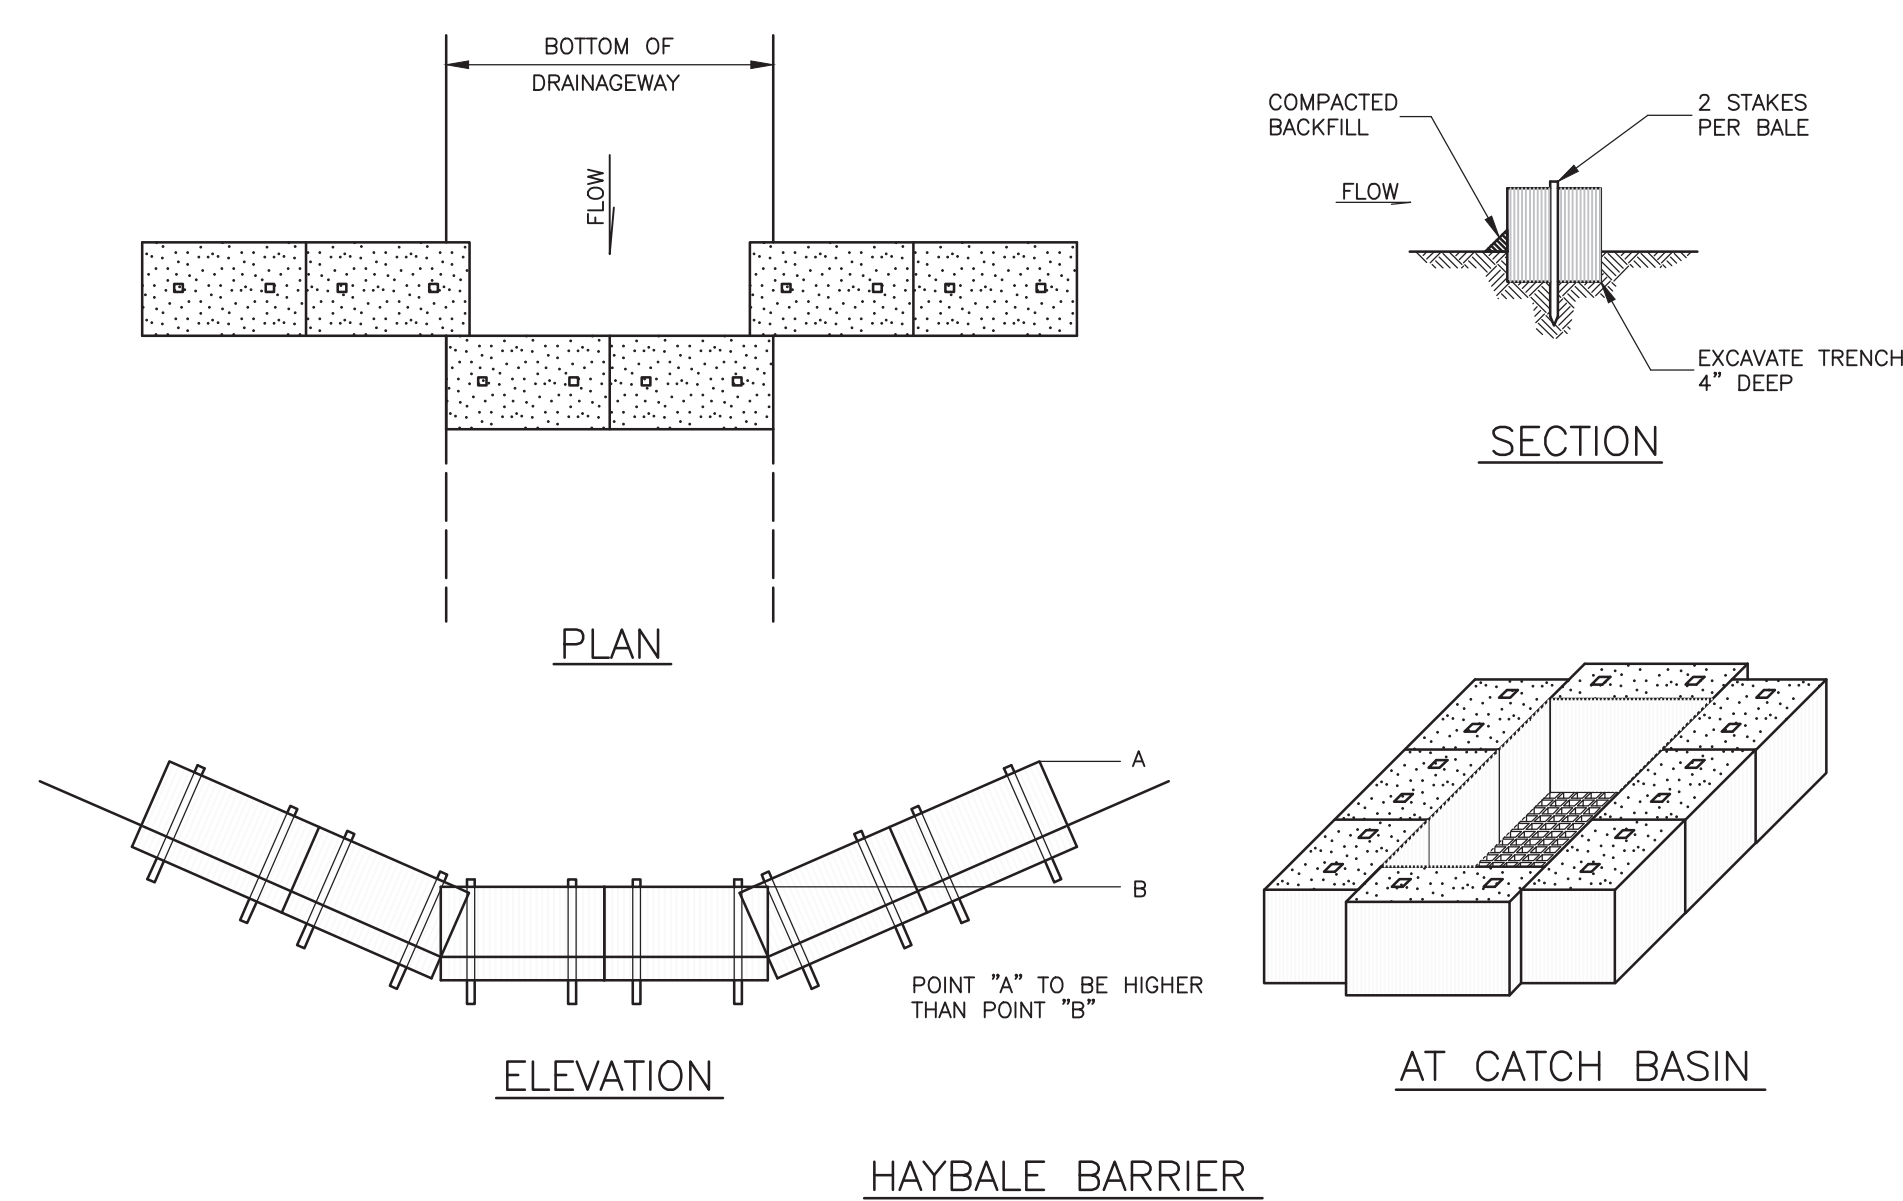 BOTTOM OF
DRAINAGEWAY
FLOW
PLAN
COMPACTED
BACKFILL
2 STAKES
PER BALE
FLOW
EXCAVATE TRENCH
4" DEEP
SECTION
A
B
POINT "A" TO BE HIGHER
THAN POINT "B"
ELEVATION
AT CATCH BASIN
HAYBALE BARRIER